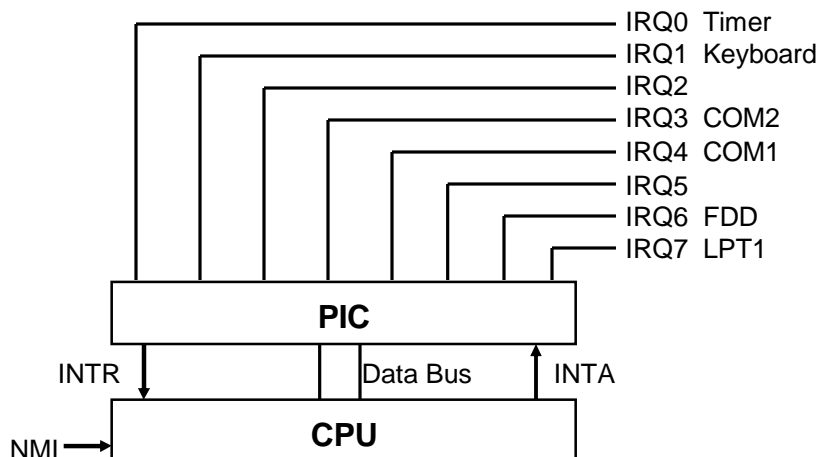 IRQ0 Timer
IRQ1 Keyboard
IRQ2
IRQ3 COM2
IRQ4 COM1
IRQ5
IRQ6 FDD
IRQ7 LPT1
PIC
INTR
Data Bus
INTA
CPU
NMI